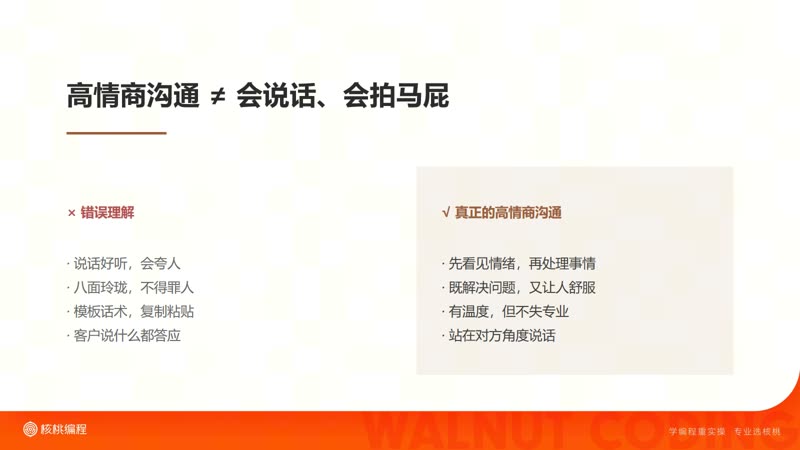 高情商沟通 ≠ 会说话、会拍马屁
× 错误理解
· 说话好听，会夸人
· 八面玲珑，不得罪人
· 模板话术，复制粘贴
· 客户说什么都答应
√ 真正的高情商沟通
· 先看见情绪，再处理事情
· 既解决问题，又让人舒服
· 有温度，但不失专业
· 站在对方角度说话
核桃编程
WALNUT CODING
学编程重实操 专业选核桃